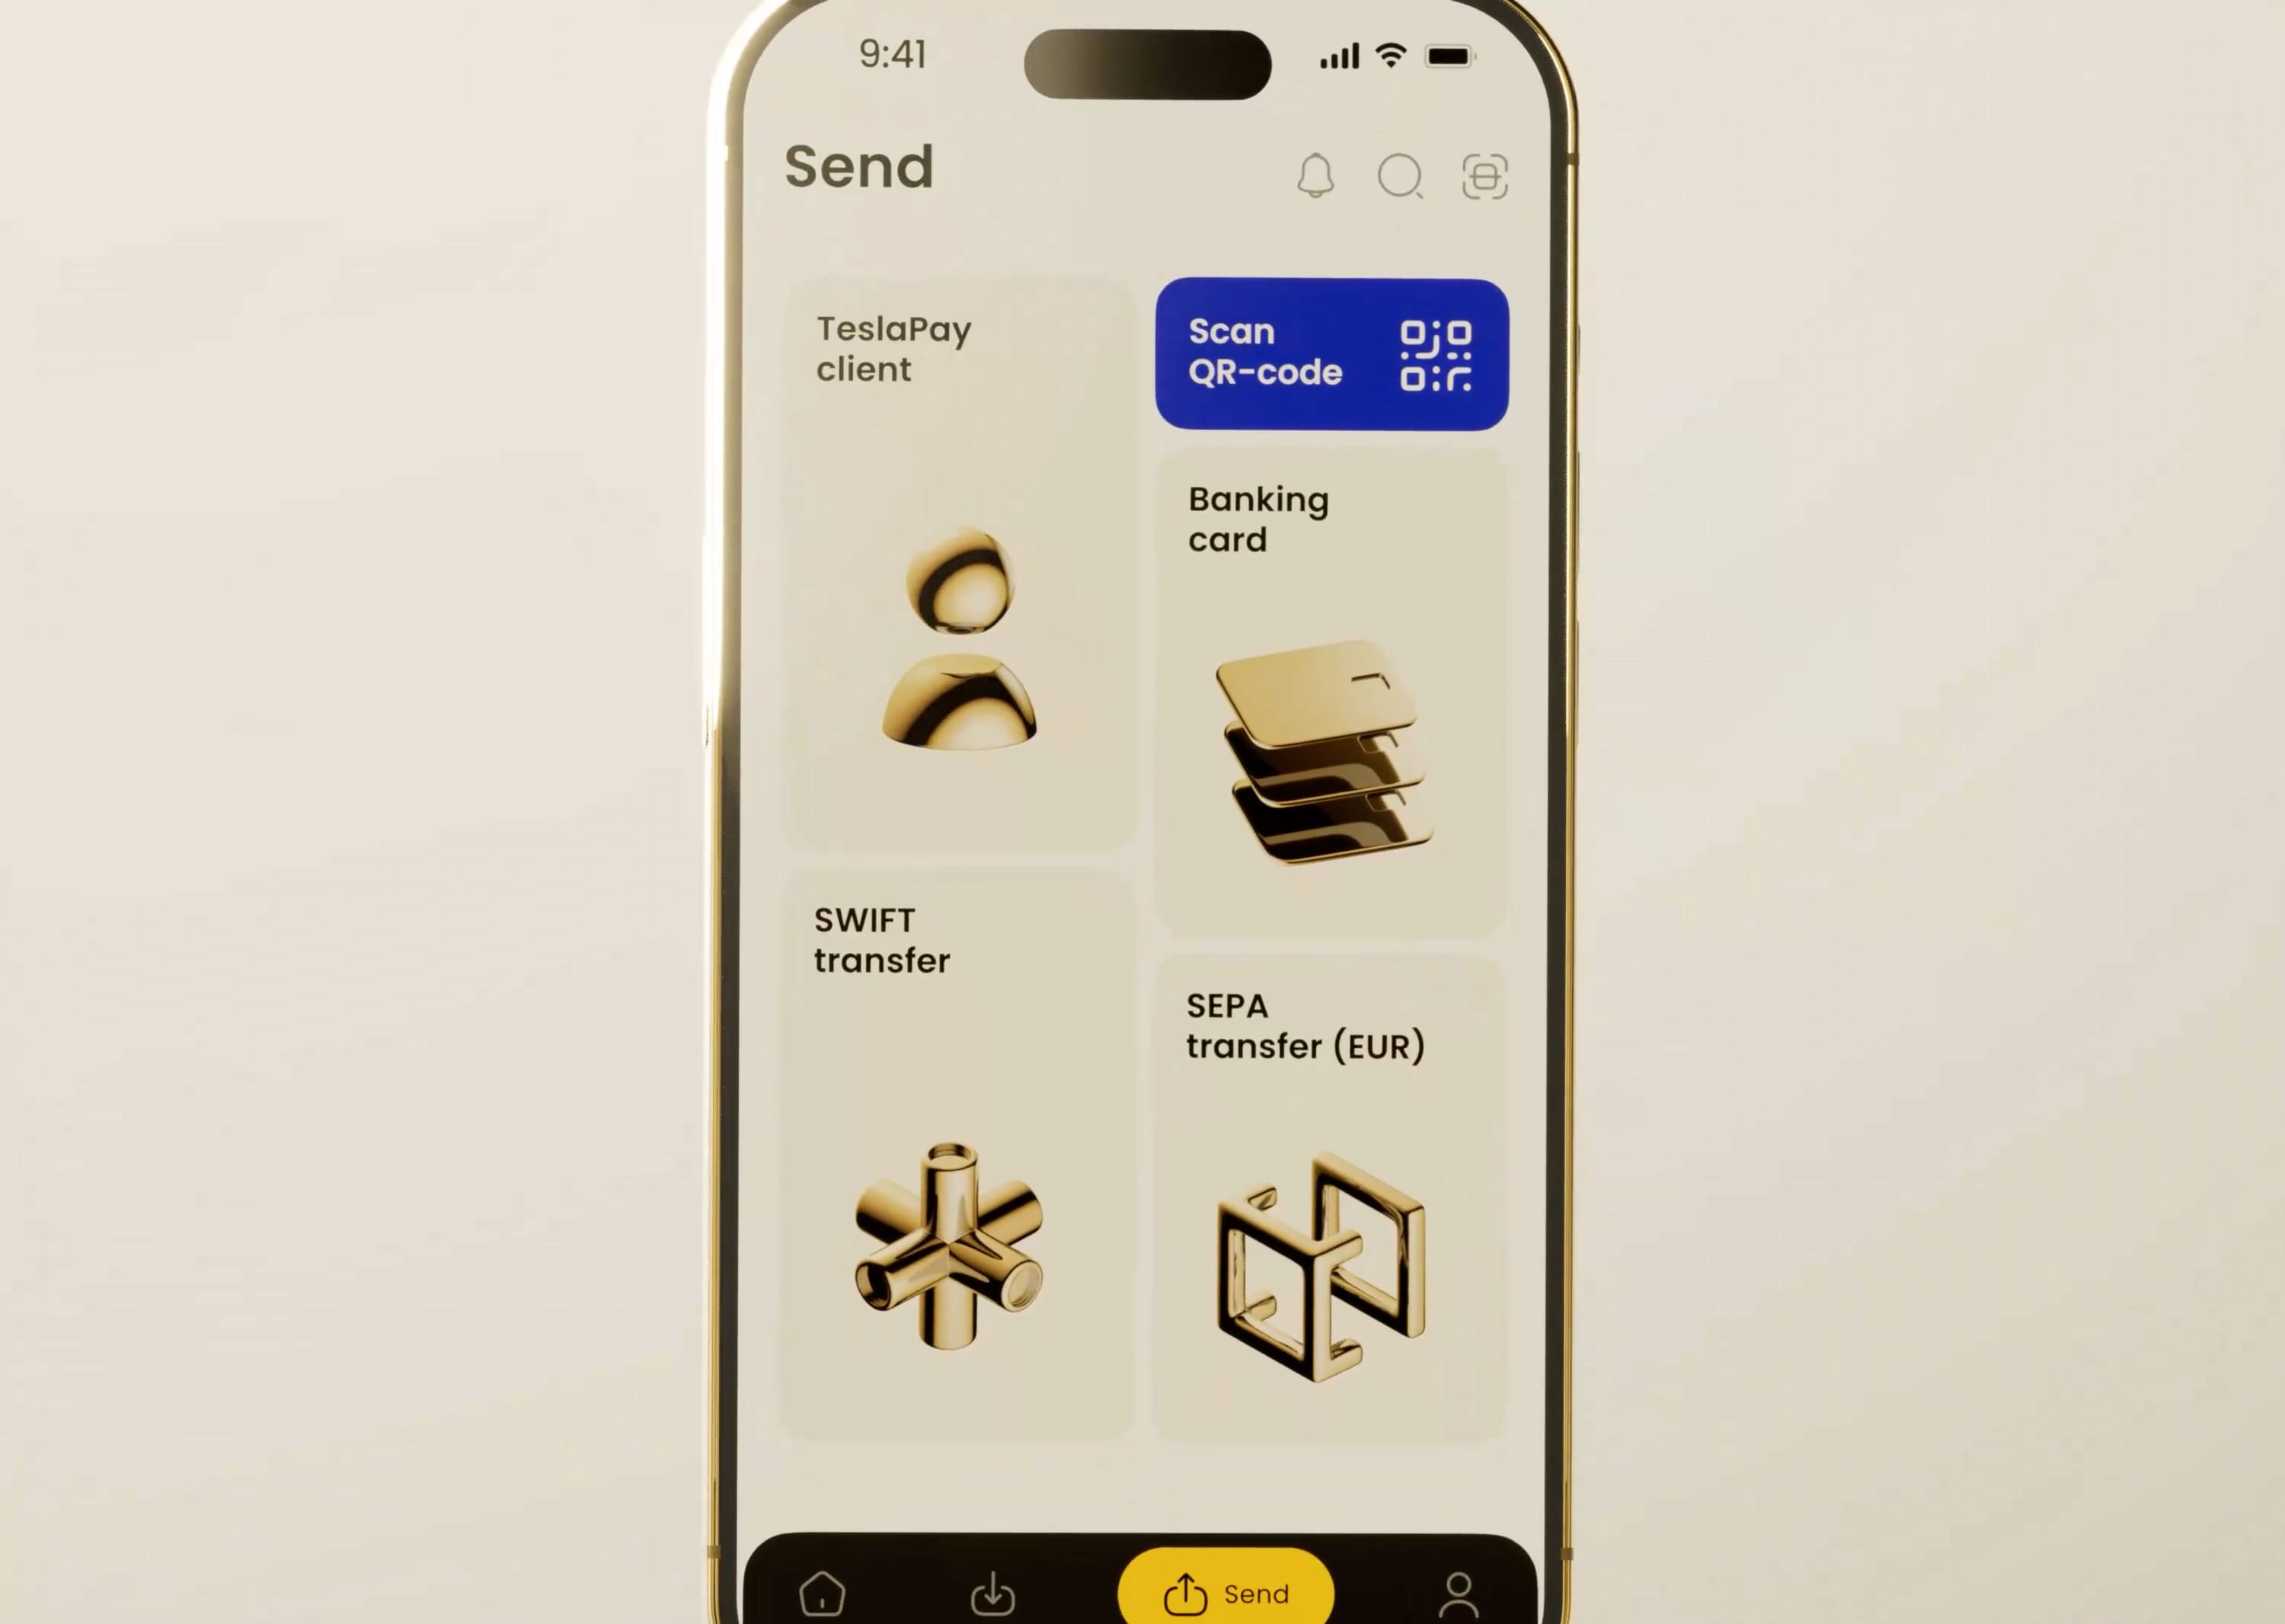 9:41
Send
TeslaPay
client
Scan
QR-code
Banking
card
SWIFT
transfer
SEPA
transfer (EUR)
Send